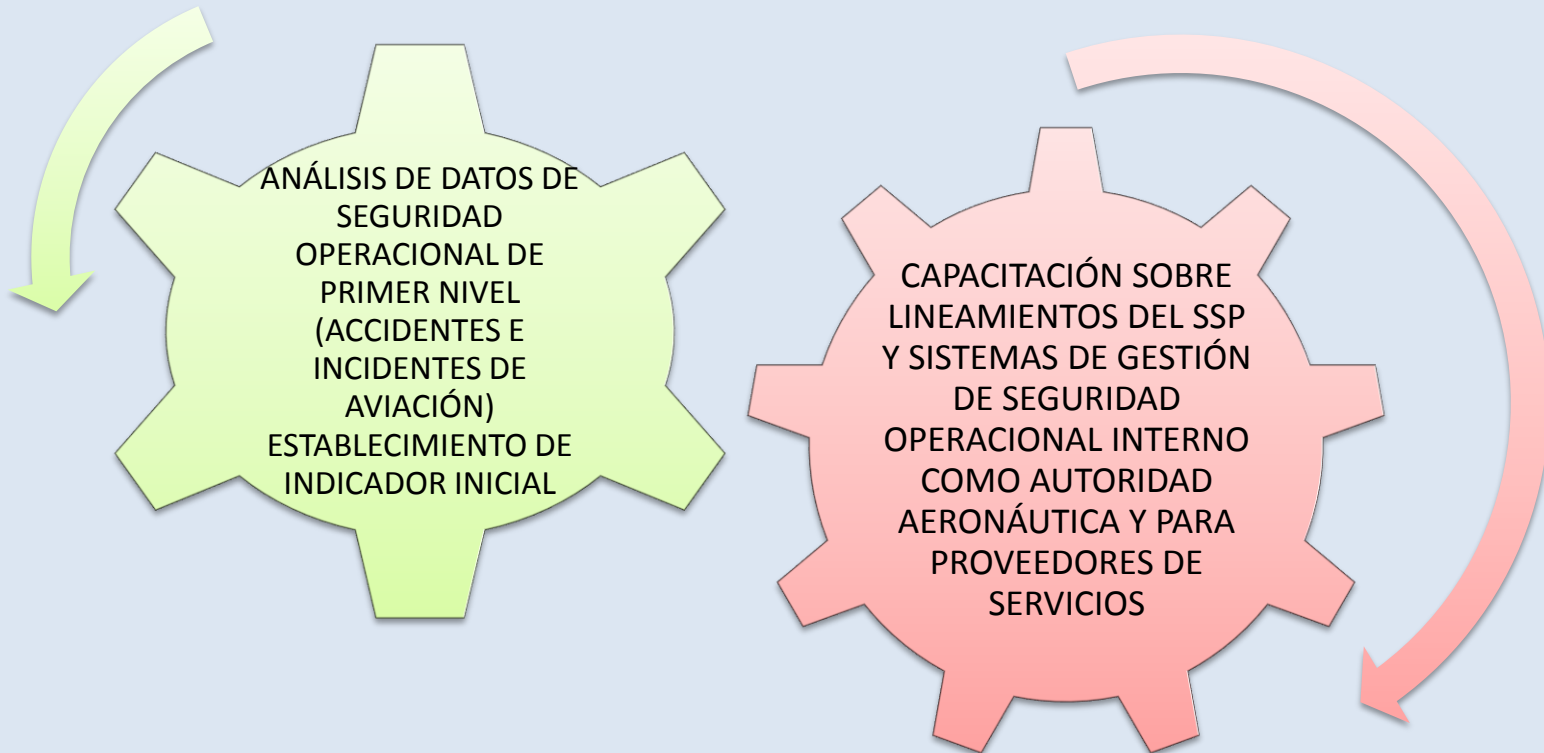 ANÁLISIS DE DATOS DE
SEGURIDAD
OPERACIONAL DE
PRIMER NIVEL
(ACCIDENTES E
INCIDENTES DE
AVIACIÓN)
ESTABLECIMIENTO DE
INDICADOR INICIAL
CAPACITACIÓN SOBRE
LINEAMIENTOS DEL SSP
Y SISTEMAS DE GESTIÓN
DE SEGURIDAD
OPERACIONAL INTERNO
COMO AUTORIDAD
AERONÁUTICA Y PARA
PROVEEDORES DE
SERVICIOS